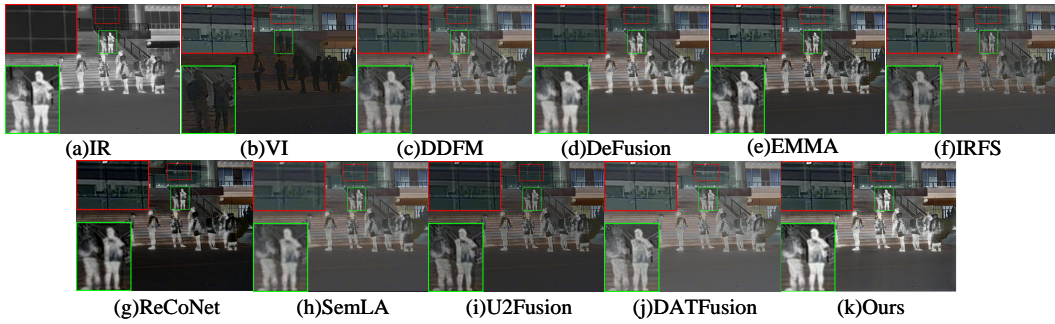 (a)IR (b)VI (c)DDFM (d)DeFusion (e)EMMA (f)IRFS
(g)ReCoNet (h)SemLA (i)U2Fusion (j)DATFusion (k)Ours